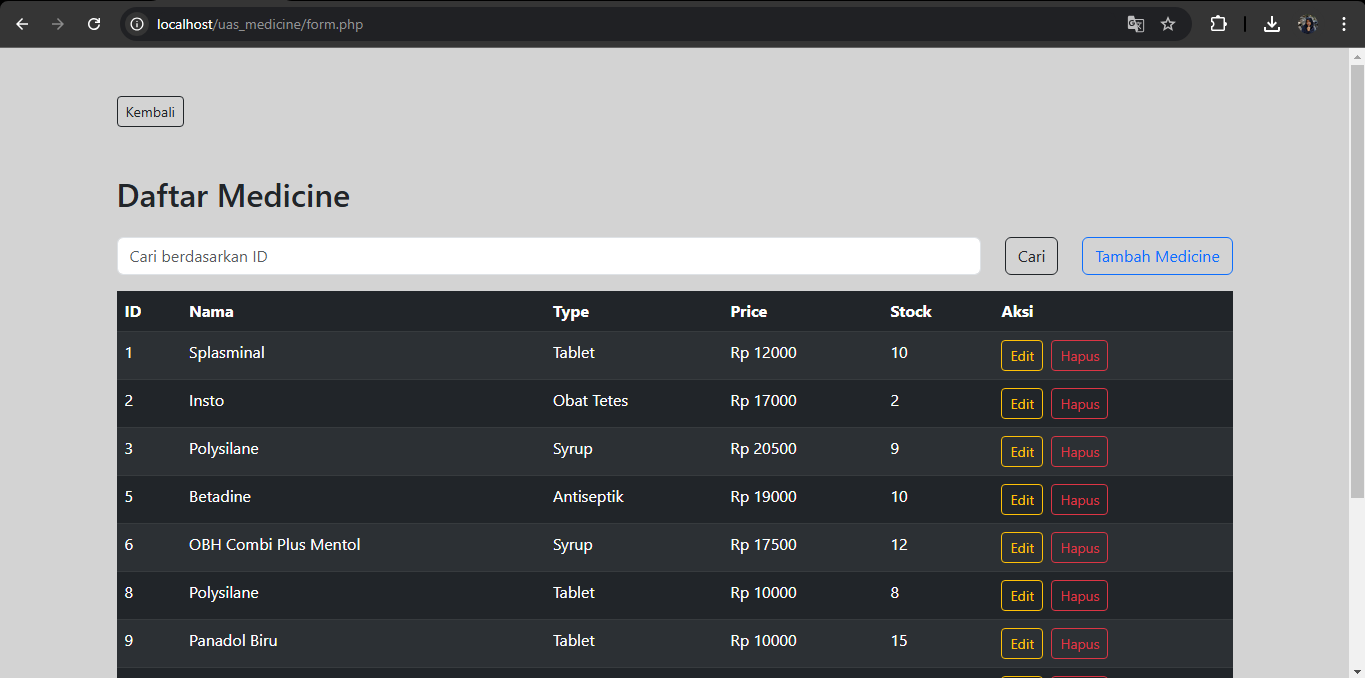 localhost/uas_medicine/form.php
Kembali
Daftar Medicine
Cari berdasarkan ID Cari Tambah Medicine
ID Nama Type Price Stock Aksi
1 Splasminal Tablet Rp 12000 10 Edit Hapus
2 Insto Obat Tetes Rp 17000 2 Edit Hapus
3 Polysilane Syrup Rp 20500 9 Edit Hapus
5 Betadine Antiseptik Rp 19000 10 Edit Hapus
6 OBH Combi Plus Mentol Syrup Rp 17500 12 Edit Hapus
8 Polysilane Tablet Rp 10000 8 Edit Hapus
9 Panadol Biru Tablet Rp 10000 15 Edit Hapus